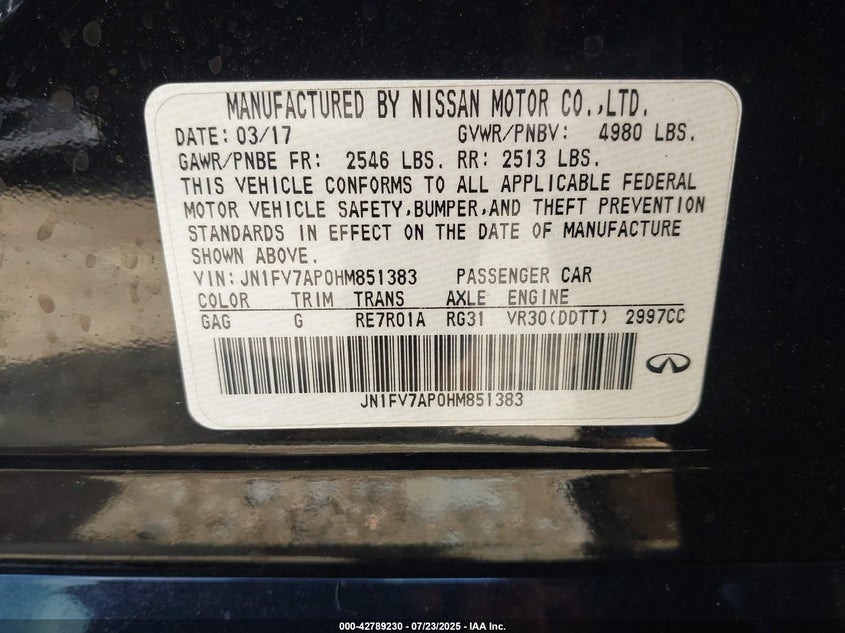 MANUFACTURED BY NISSAN MOTOR CO.,LTD.
DATE: 03/17 GVWR/PNBV: 4980 LBS.
GAWR/PNBE FR: 2546 LBS. RR: 2513 LBS.
THIS VEHICLE CONFORMS TO ALL APPLICABLE FEDERAL
MOTOR VEHICLE SAFETY,BUMPER,AND THEFT PREVENTION
STANDARDS IN EFFECT ON THE DATE OF MANUFACTURE
SHOWN ABOVE.
VIN:JN1FV7AP0HM851383 PASSENGER CAR
COLOR TRIM TRANS AXLE ENGINE
GAG G RE7R01A RG31 VR30(DDTT) 2997CC
JN1FV7AP0HM851383
000-42789230 - 07/23/2025 - IAA Inc.